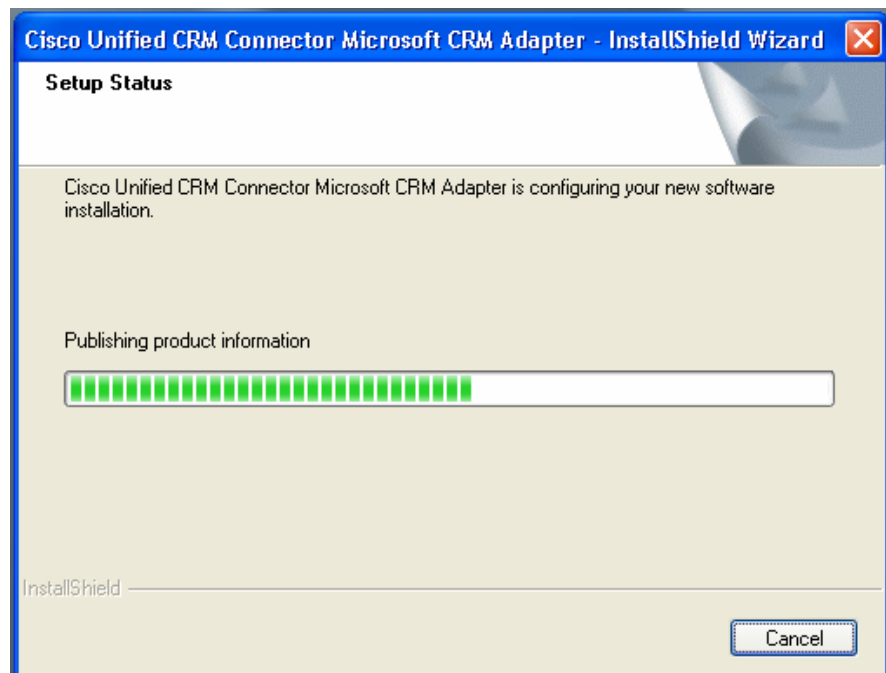 Cisco Unified CRM Connector Microsoft CRM Adapter - InstallShield Wizard
Setup Status
Cisco Unified CRM Connector Microsoft CRM Adapter is configuring your new software
installation.
Publishing product information
InstallShield
Cancel